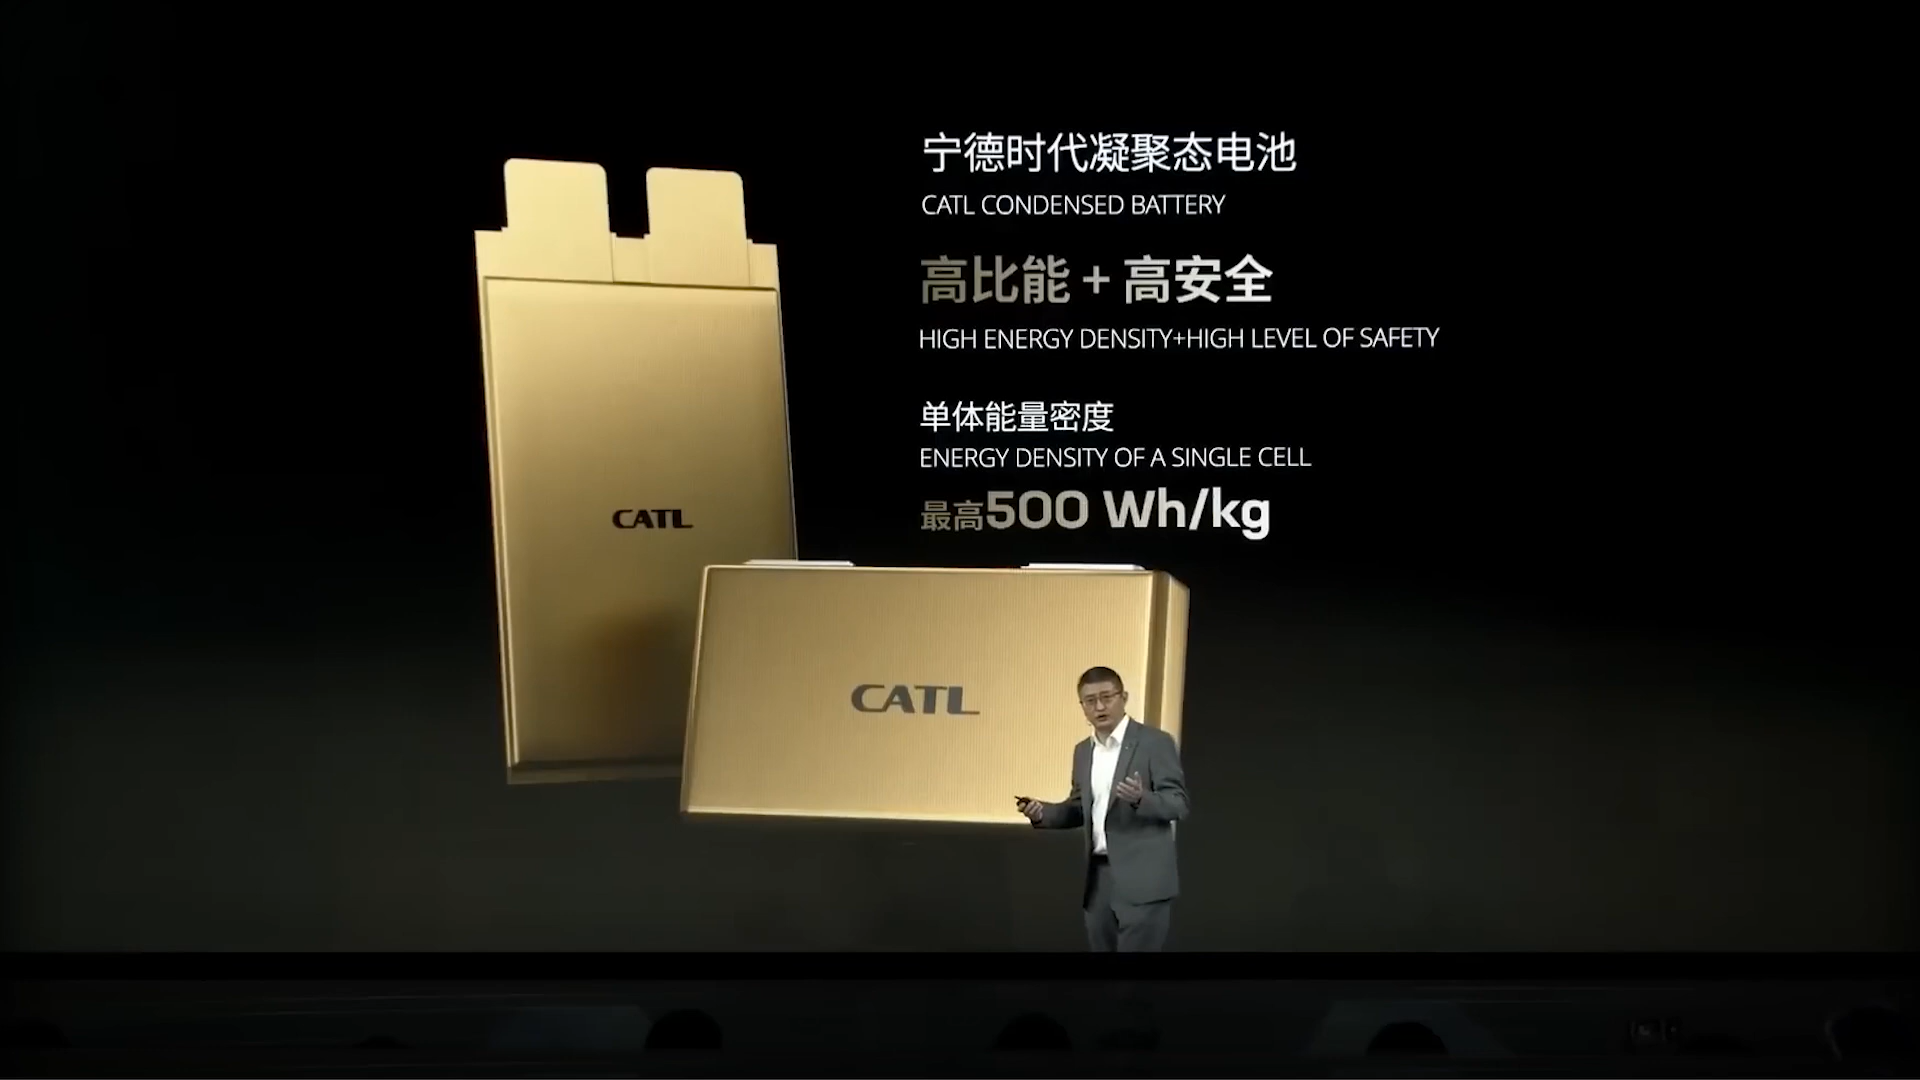 宁德时代凝聚态电池
CATL CONDENSED BATTERY
高比能 + 高安全
HIGH ENERGY DENSITY+HIGH LEVEL OF SAFETY
单体能量密度
ENERGY DENSITY OF A SINGLE CELL
最高500 Wh/kg
CATL
CATL